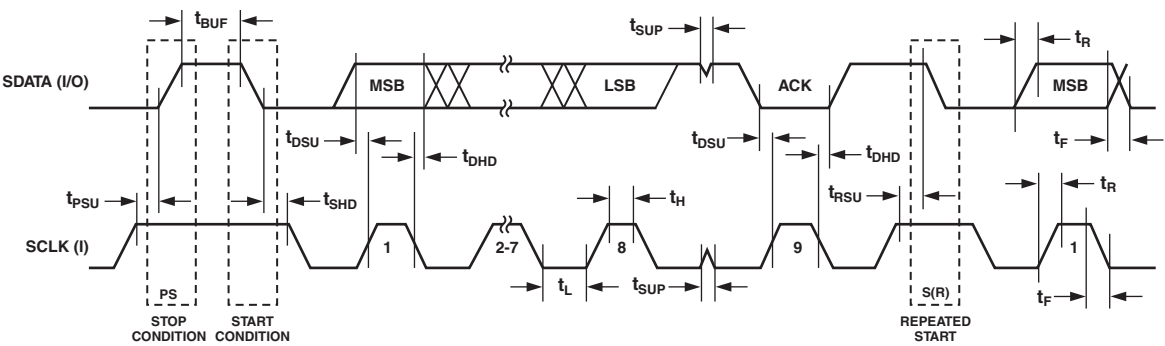 tBUF
tSUP
tR
SDATA (I/O)
MSB
LSB
ACK
MSB
tDSU
tDHD
tDSU
tDHD
tF
tPSU
tSHD
tH
tRSU
tR
SCLK (I)
1
2-7
8
9
1
PS
tL
tSUP
S(R)
tF
STOP
CONDITION
START
CONDITION
REPEATED
START